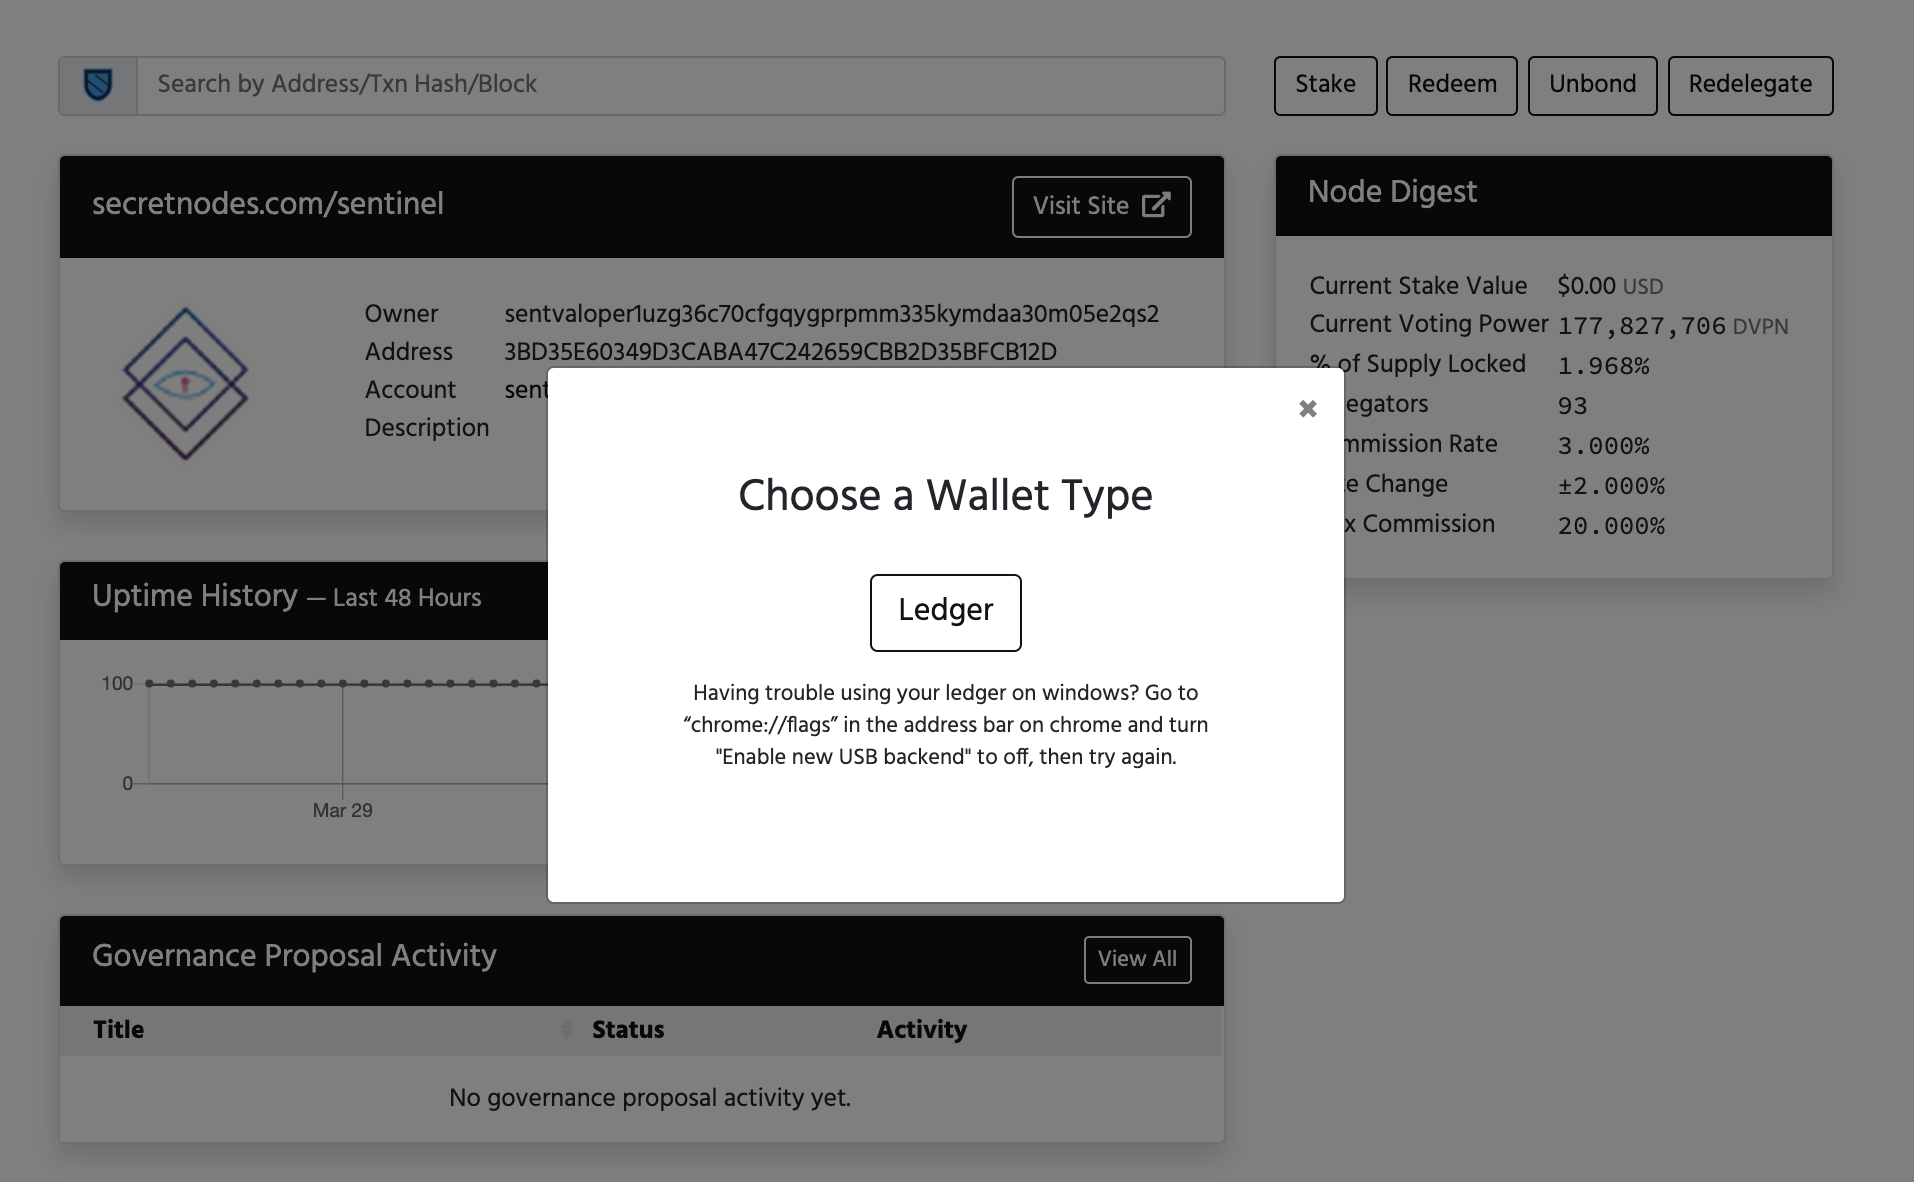 Search by Address/Txn Hash/Block
Stake Redeem Unbond Redelegate
secretnodes.com/sentinel
Visit Site
Owner sentvaloper1uzg36c70cfgqygprpmm335kymdaa30m05e2qs2
Address 3BD35E60349D3CABA47C242659CBB2D35BFCB12D
Account sent
Description
Node Digest
Current Stake Value $0.00 USD
Current Voting Power 177,827,706 DVPN
% of Supply Locked 1.968%
egators 93
mmission Rate 3.000%
e Change ±2.000%
x Commission 20.000%
Choose a Wallet Type
Ledger
Having trouble using your ledger on windows? Go to
“chrome://flags” in the address bar on chrome and turn
"Enable new USB backend" to off, then try again.
Uptime History — Last 48 Hours
100
0
Mar 29
Governance Proposal Activity
View All
Title Status Activity
No governance proposal activity yet.